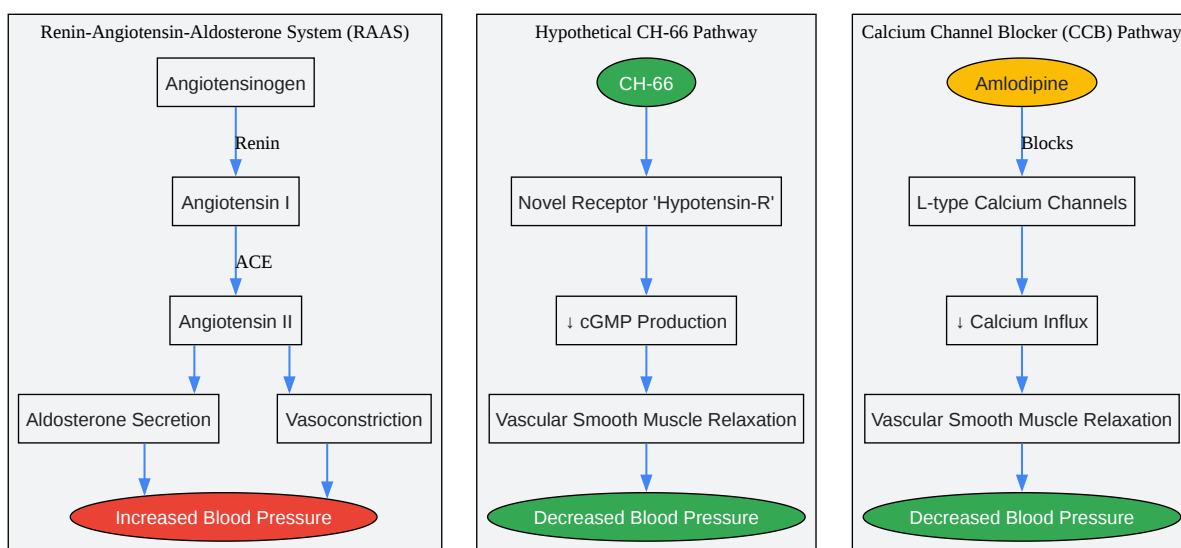 Renin-Angiotensin-Aldosterone System (RAAS)
Angiotensinogen
Renin
Angiotensin I
ACE
Angiotensin II
Aldosterone Secretion
Vasoconstriction
Increased Blood Pressure
Hypothetical CH-66 Pathway
CH-66
Novel Receptor 'Hypotensin-R'
↓ cGMP Production
Vascular Smooth Muscle Relaxation
Decreased Blood Pressure
Calcium Channel Blocker (CCB) Pathway
Amlodipine
Blocks
L-type Calcium Channels
↓ Calcium Influx
Vascular Smooth Muscle Relaxation
Decreased Blood Pressure